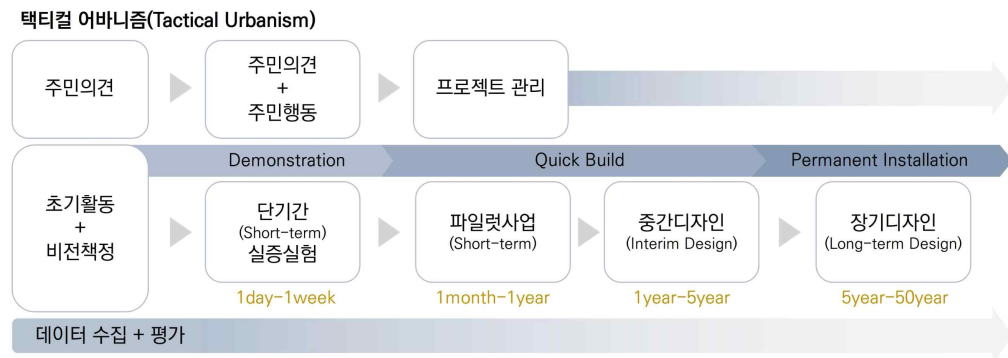 택티컬 어바니즘(Tactical Urbanism)
주민의견
주민의견
+
주민행동
프로젝트 관리
Demonstration
Quick Build
Permanent Installation
초기활동
+
비전책정
단기간
(Short-term)
실증실험
파일럿사업
(Short-term)
중간디자인
(Interim Design)
장기디자인
(Long-term Design)
1day-1week
1month-1year
1year-5year
5year-50year
데이터 수집 + 평가